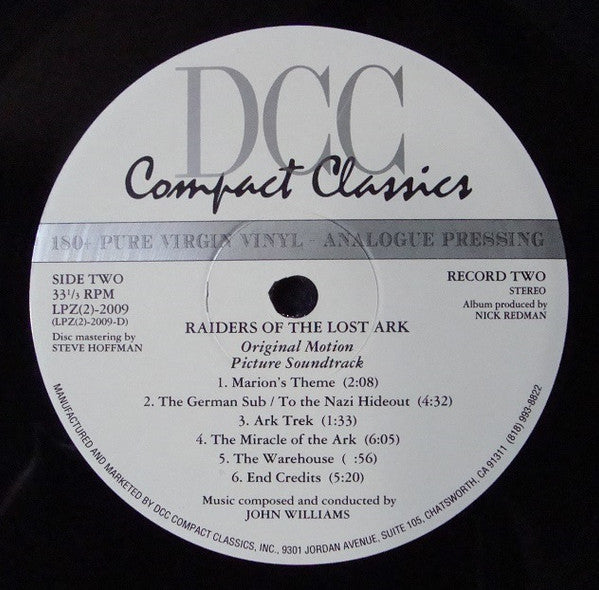 DCC
Compact Classics
180+ PURE VIRGIN VINYL - ANALOGUE PRESSING
SIDE TWO
33 1/3 RPM
LPZ(2)-2009
(LPZ(2)-2009-D)
Disc mastering by
STEVE HOFFMAN
RECORD TWO
STEREO
Album produced by
NICK REDMAN
RAIDERS OF THE LOST ARK
Original Motion
Picture Soundtrack
1. Marion's Theme (2:08)
2. The German Sub / To the Nazi Hideout (4:32)
3. Ark Trek (1:33)
4. The Miracle of the Ark (6:05)
5. The Warehouse ( :56)
6. End Credits (5:20)
Music composed and conducted by
JOHN WILLIAMS
MANUFACTURED AND MARKETED BY DCC COMPACT CLASSICS, INC., 9301 JORDAN AVENUE, SUITE 105, CHATSWORTH, CA 91311 (818) 993-8822